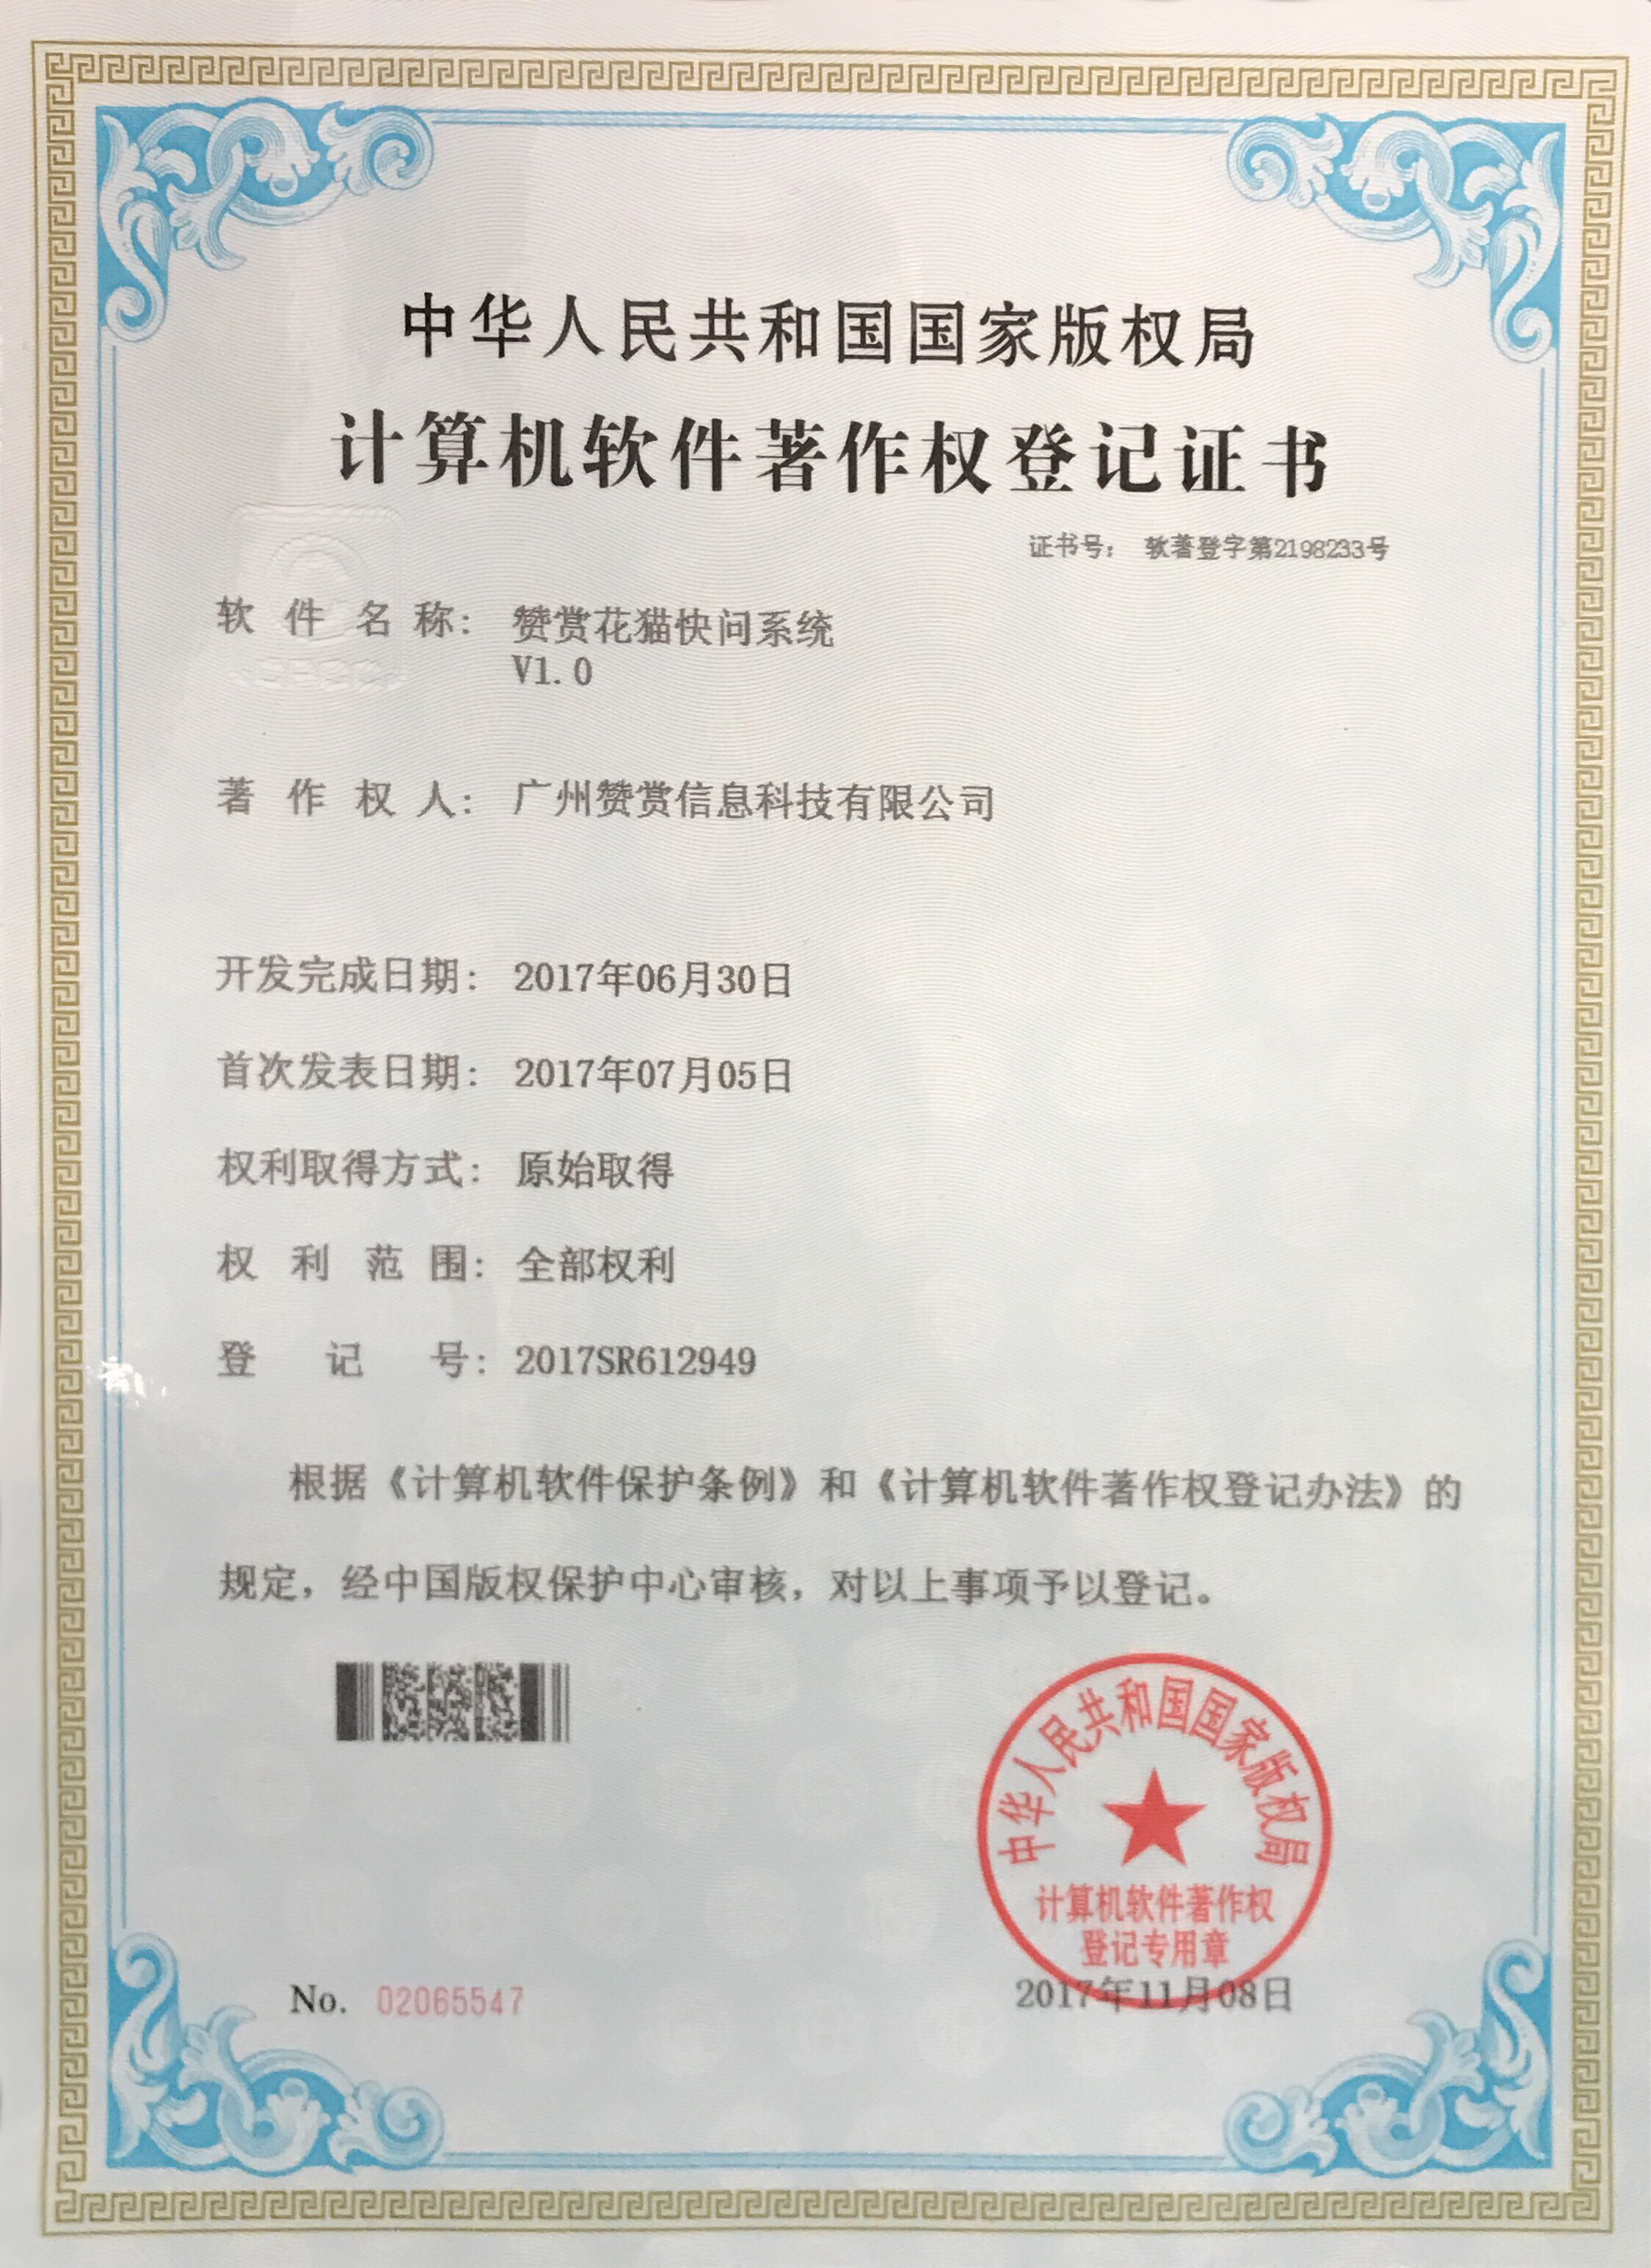 中华人民共和国国家版权局
计算机软件著作权登记证书
证书号： 软著登字第2198233号
软件名称： 赞赏花猫快问系统
V1.0
著作权人： 广州赞赏信息科技有限公司
开发完成日期： 2017年06月30日
首次发表日期： 2017年07月05日
权利取得方式： 原始取得
权利范围： 全部权利
登记号： 2017SR612949
根据《计算机软件保护条例》和《计算机软件著作权登记办法》的
规定，经中国版权保护中心审核，对以上事项予以登记。
中华人民共和国国家版权局
计算机软件著作权
登记专用章
No. 02065547
2017年11月08日